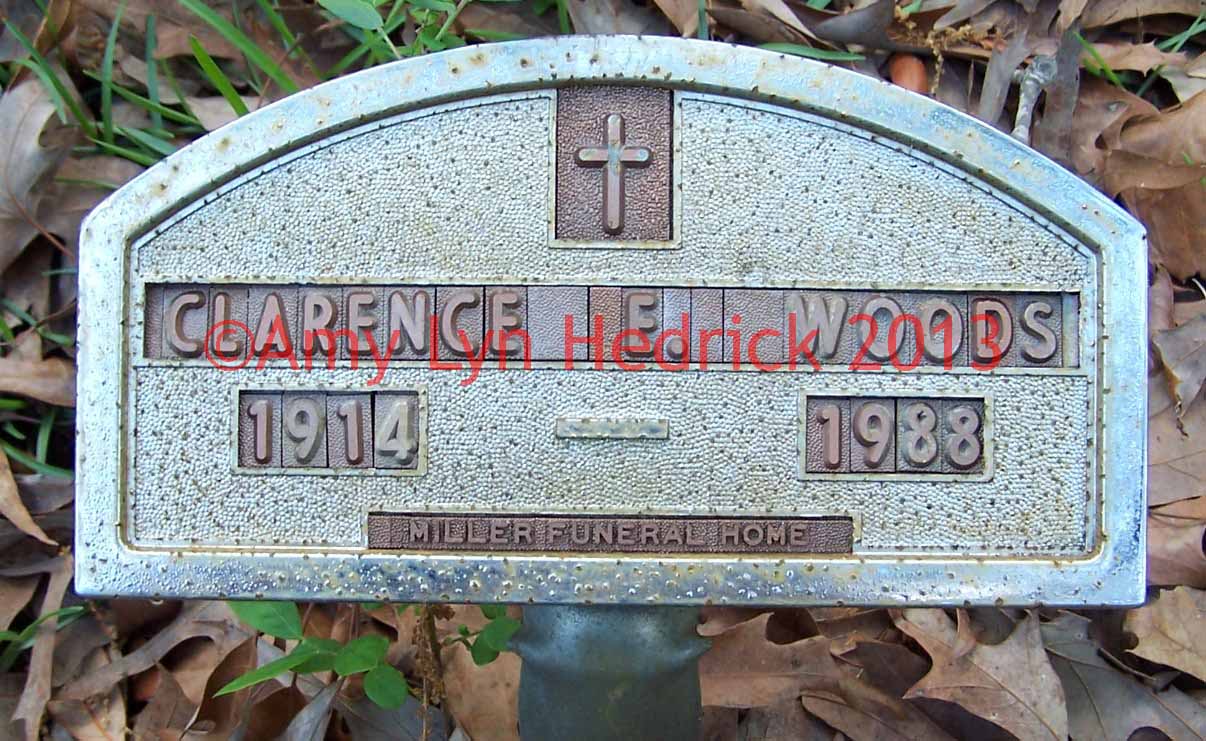 CLARENCE E. WOODS
©Amy Lyn Hedrick 2013
1914 – 1988
MILLER FUNERAL HOME